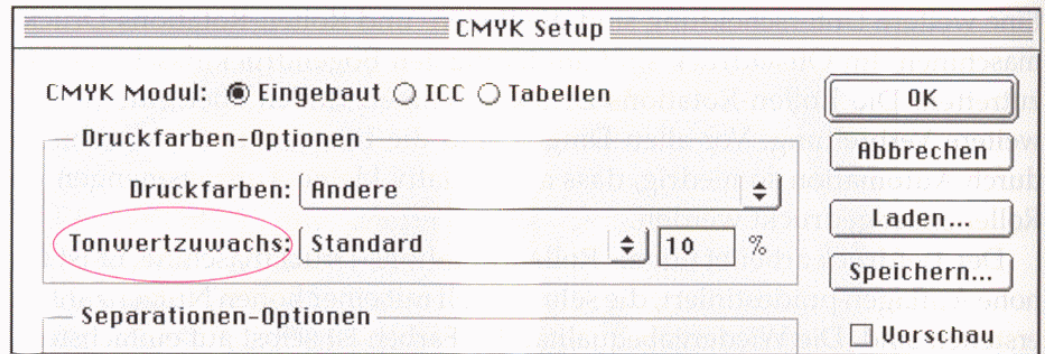 CMYK Setup
CMYK Modul: Eingebaut ICC Tabellen
OK
Druckfarben-Optionen
Abbrechen
Druckfarben: Andere
Laden...
Tonwertzuwachs: Standard 10 %
Speichern...
Separationen-Optionen
Vorschau